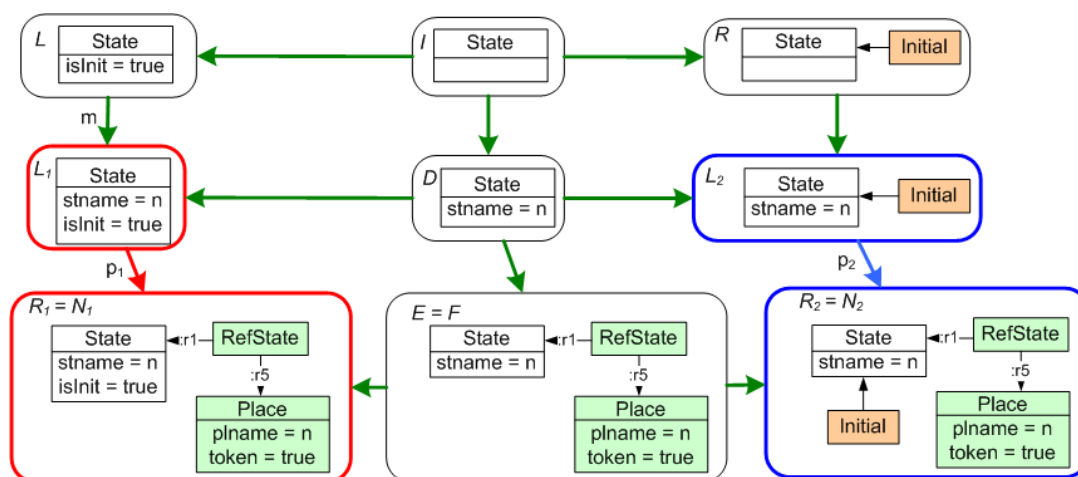 L
State
isInit = true
I
State
R
State
Initial
m
L₁
State
stname = n
isInit = true
D
State
stname = n
L₂
State
stname = n
Initial
p₁
p₂
R₁ = N₁
State
stname = n
isInit = true
:r1
RefState
:r5
Place
plname = n
token = true
E = F
State
stname = n
:r1
RefState
:r5
Place
plname = n
token = true
R₂ = N₂
State
stname = n
:r1
RefState
:r5
Initial
Place
plname = n
token = true